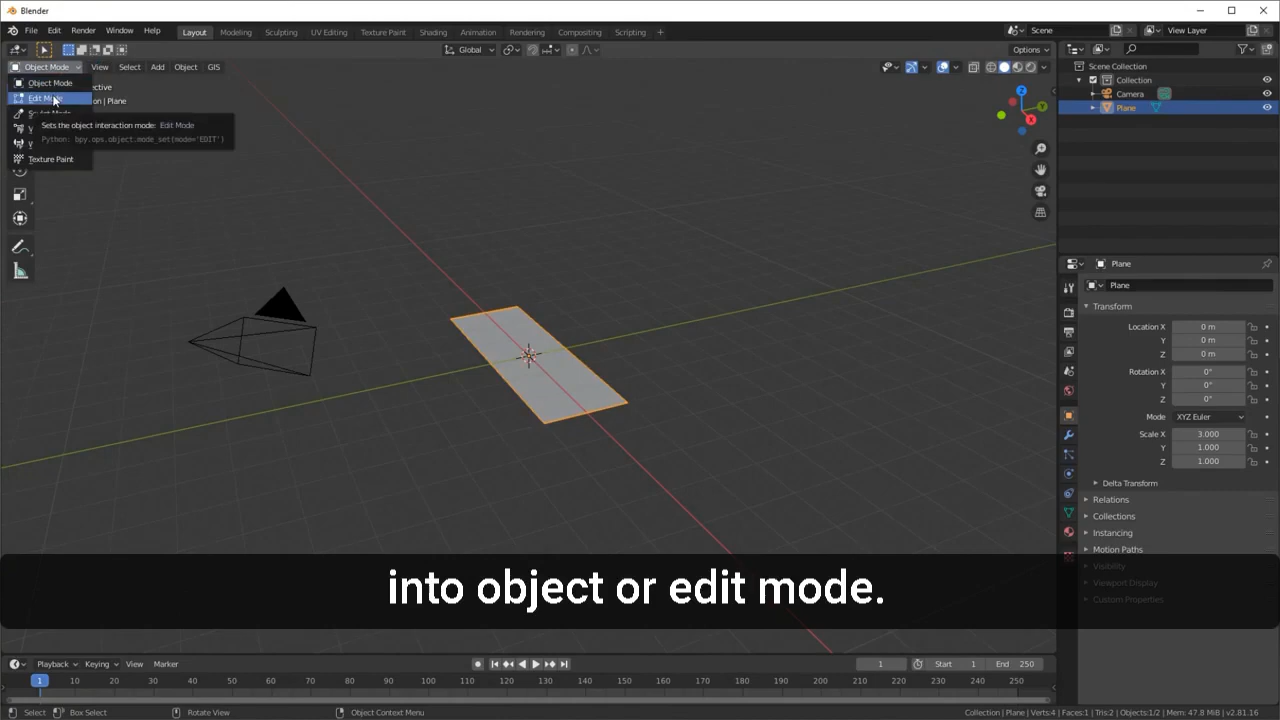 Blender
File Edit Render Window Help
Layout Modeling Sculpting UV Editing Texture Paint Shading Animation Rendering Compositing Scripting +
Scene
View Layer
Global
Options
Object Mode View Select Add Object GIS
Object Mode
Edit Mode
Sets the object interaction mode: Edit Mode
Python: bpy.ops.object.mode_set(mode='EDIT')
Texture Paint
Scene Collection
Collection
Camera
Plane
X
Y
Z
Plane
Plane
Transform
Location X 0 m
Y 0 m
Z 0 m
Rotation X 0°
Y 0°
Z 0°
Mode XYZ Euler
Scale X 3.000
Y 1.000
Z 1.000
Delta Transform
Relations
Collections
Instancing
Motion Paths
Visibility
Viewport Display
Custom Properties
into object or edit mode.
Playback Keying View Marker
1 Start 1 End 250
1 10 20 30 40 50 60 70 80 90 100 110 120 130 140 150 160 170 180 190 200 210 220 230 240 250
Select Box Select Rotate View Object Context Menu
Collection | Plane | Verts:4 | Faces:1 | Tris:2 | Objects:1/2 | Mem: 47.8 MiB | v2.81.16